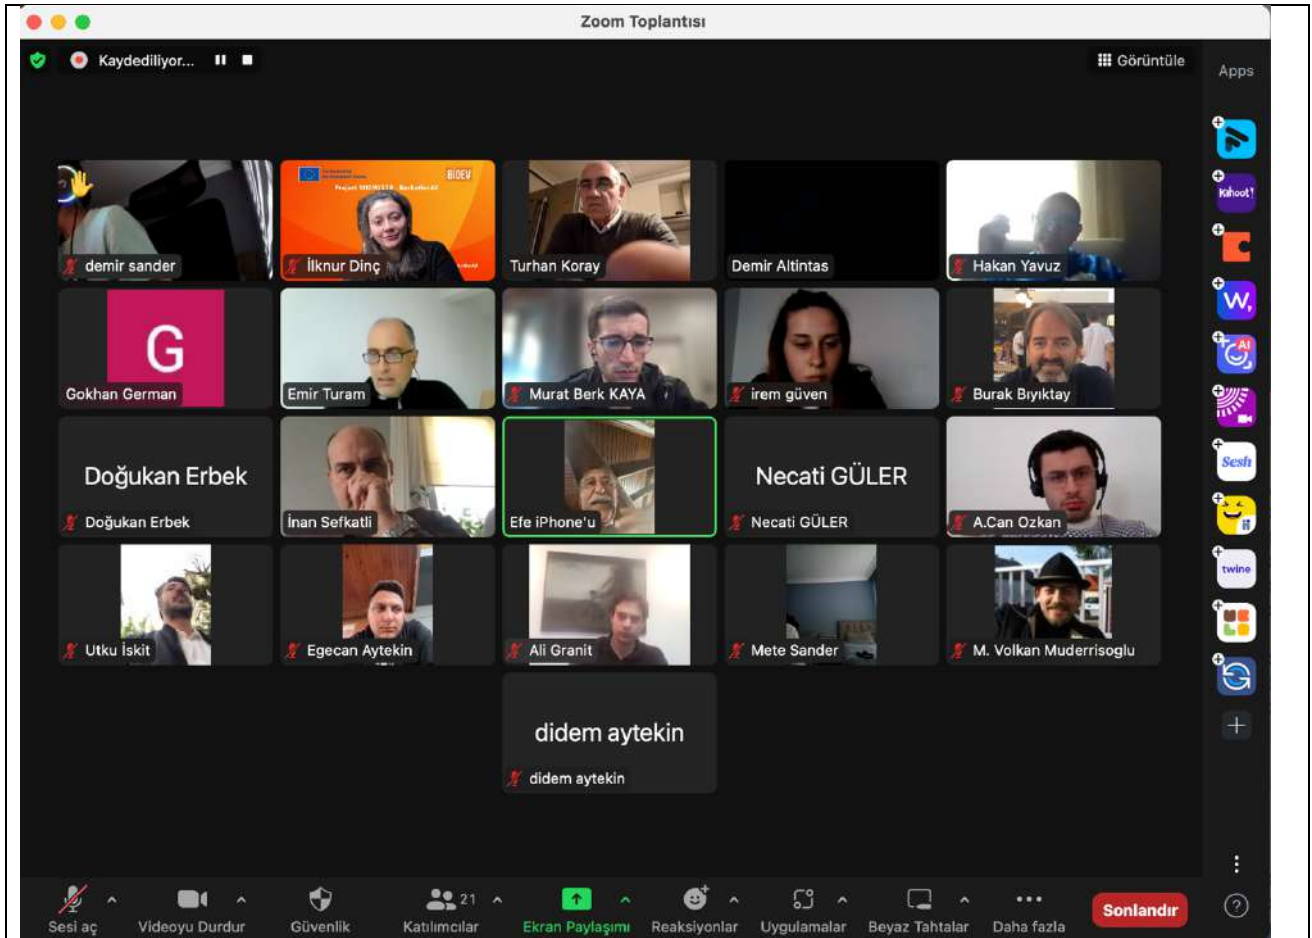 Zoom Toplantısı
Kaydediliyor...
Görüntüle
Apps
BİDEV
demir sander
İlknur Dinç
Turhan Koray
Demir Altintas
Hakan Yavuz
Kahoot!
G
Gokhan German
Emir Turam
Murat Berk KAYA
irem güven
Burak Bıyıktay
W,
AI
Doğukan Erbek
Doğukan Erbek
İnan Sefkatli
Efe iPhone'u
Necati GÜLER
Necati GÜLER
A.Can Ozkan
Sesh
twine
Utku İskit
Egecan Aytekin
Ali Granit
Mete Sander
M. Volkan Muderrisoglu
didem aytekin
didem aytekin
Sesi aç
Videoyu Durdur
Güvenlik
21
Katılımcılar
Ekran Paylaşımı
Reaksiyonlar
Uygulamalar
Beyaz Tahtalar
Daha fazla
Sonlandır